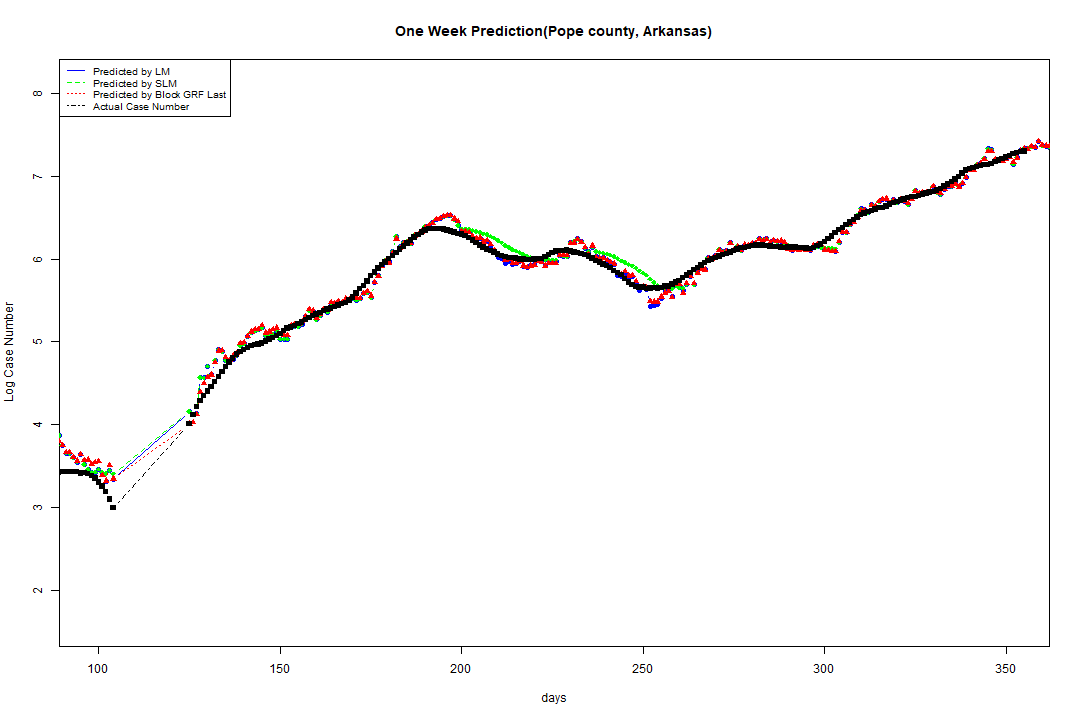 One Week Prediction(Pope county, Arkansas)
Predicted by LM
Predicted by SLM
Predicted by Block GRF Last
Actual Case Number
8
7
6
5
4
3
2
Log Case Number
100 150 200 250 300 350
days